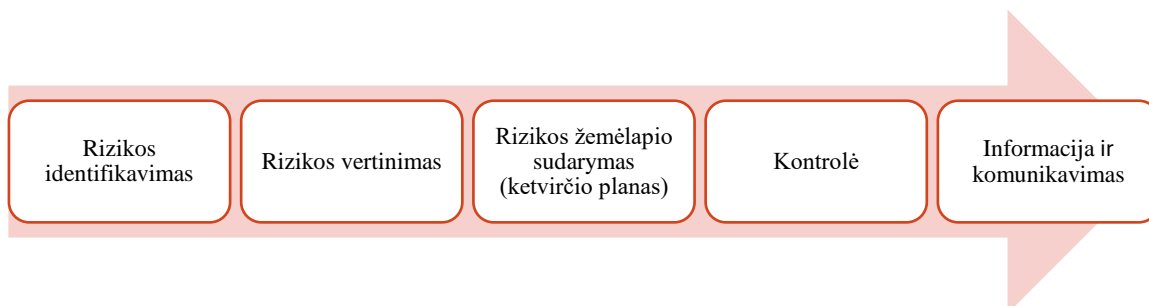 Rizikos
identifikavimas
Rizikos vertinimas
Rizikos žemėlapio
sudarymas
(ketvirčio planas)
Kontrolė
Informacija ir
komunikavimas